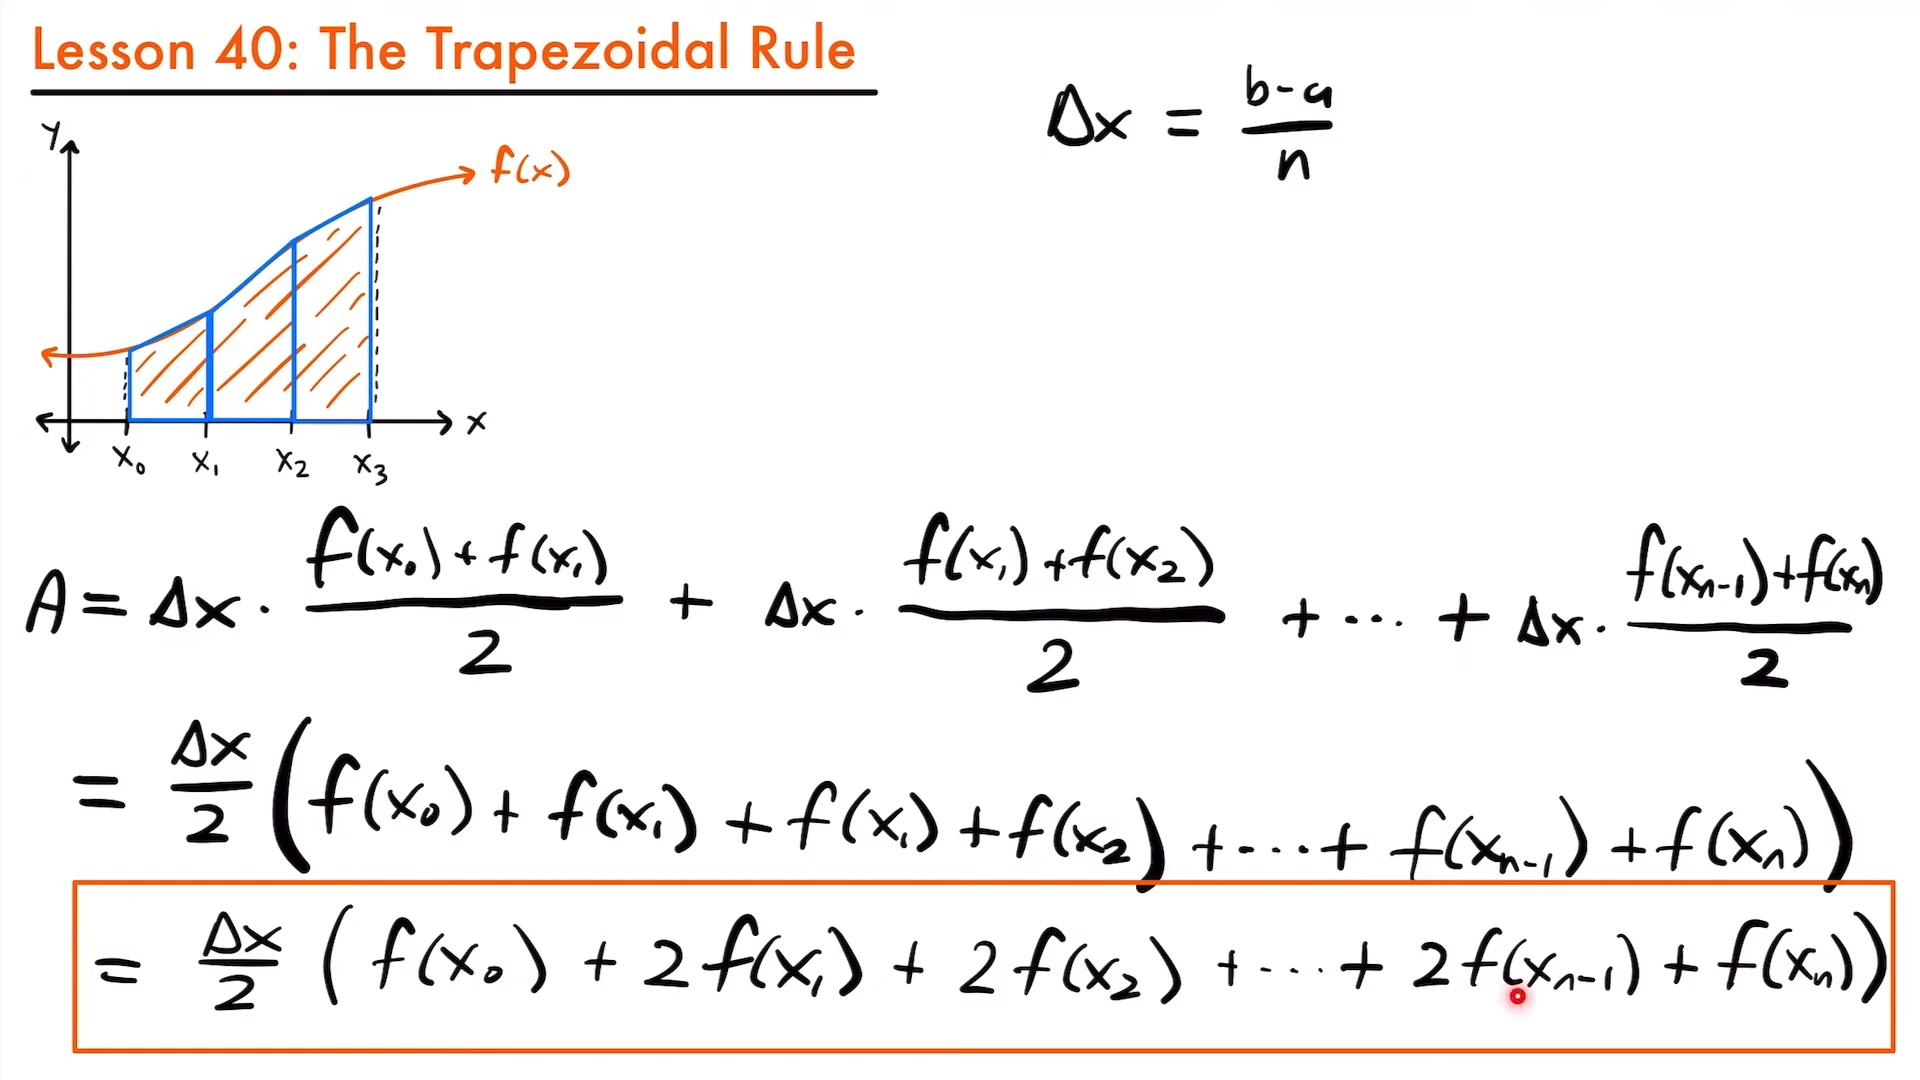 Lesson 40: The Trapezoidal Rule
Δx = (b-a)/n
y
f(x)
x
x₀ x₁ x₂ x₃
A = Δx · (f(x₀) + f(x₁))/2 + Δx · (f(x₁) + f(x₂))/2 + ... + Δx · (f(xₙ₋₁) + f(xₙ))/2
= Δx/2 (f(x₀) + f(x₁) + f(x₁) + f(x₂) + ... + f(xₙ₋₁) + f(xₙ))
= Δx/2 (f(x₀) + 2f(x₁) + 2f(x₂) + ... + 2f(xₙ₋₁) + f(xₙ))